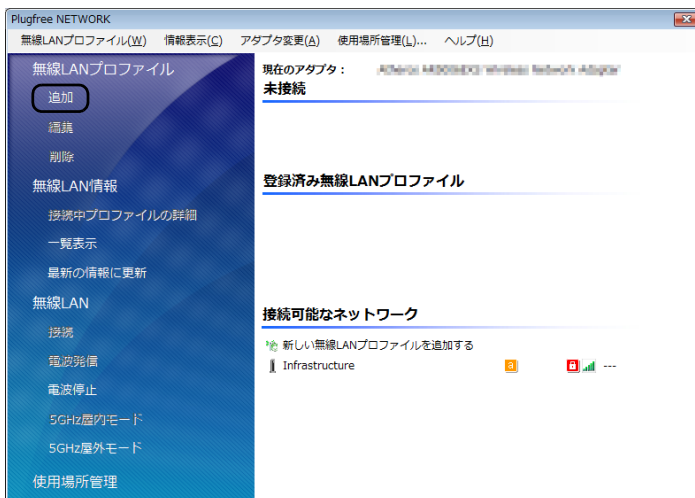 Plugfree NETWORK
無線LANプロファイル(W) 情報表示(C) アダプタ変更(A) 使用場所管理(L)... ヘルプ(H)
無線LANプロファイル
追加
編集
削除
無線LAN情報
接続中プロファイルの詳細
一覧表示
最新の情報に更新
無線LAN
接続
電波発信
電波停止
5GHz屋内モード
5GHz屋外モード
使用場所管理
現在のアダプタ：
未接続
登録済み無線LANプロファイル
接続可能なネットワーク
新しい無線LANプロファイルを追加する
Infrastructure a ---